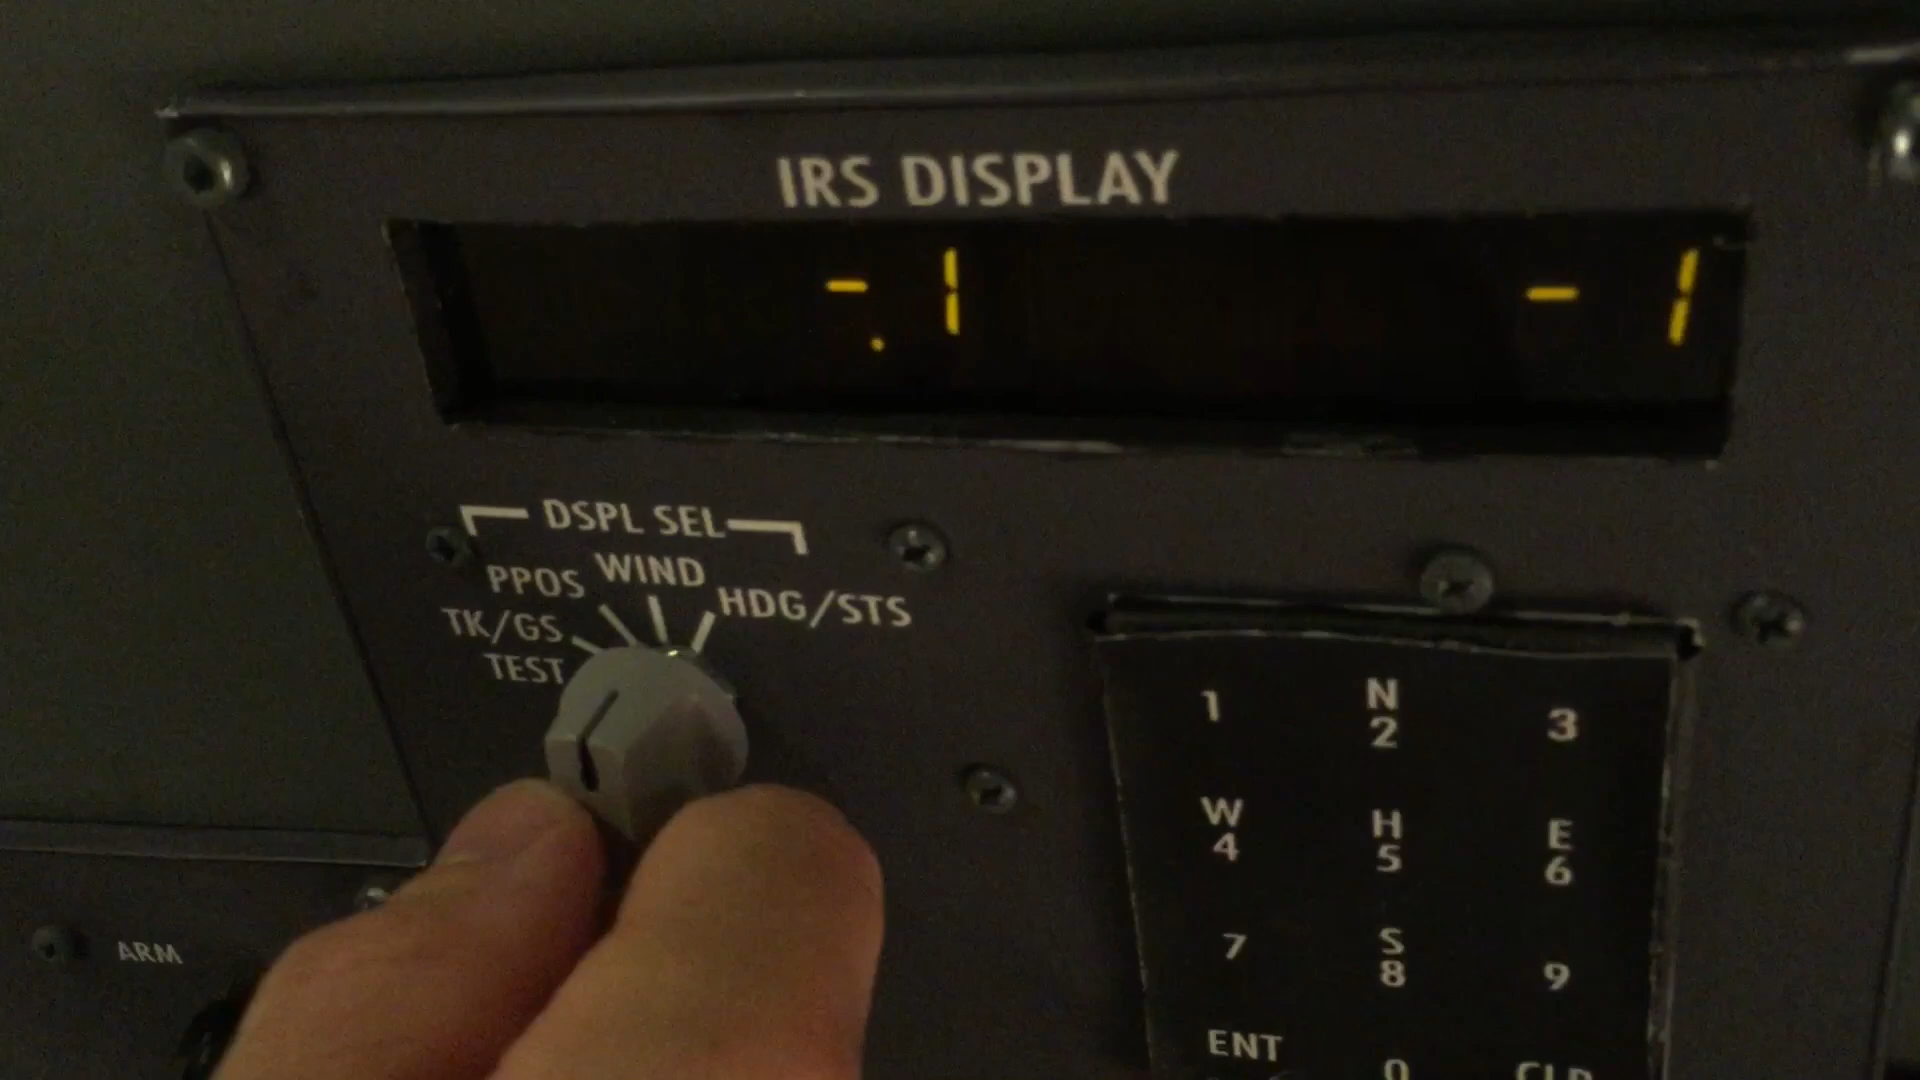 IRS DISPLAY
- .1 - 1
DSPL SEL
PPOS WIND HDG/STS
TK/GS
TEST
1 N 3
2
W H E
4 5 6
7 S 9
8
ARM
ENT 0 CLR